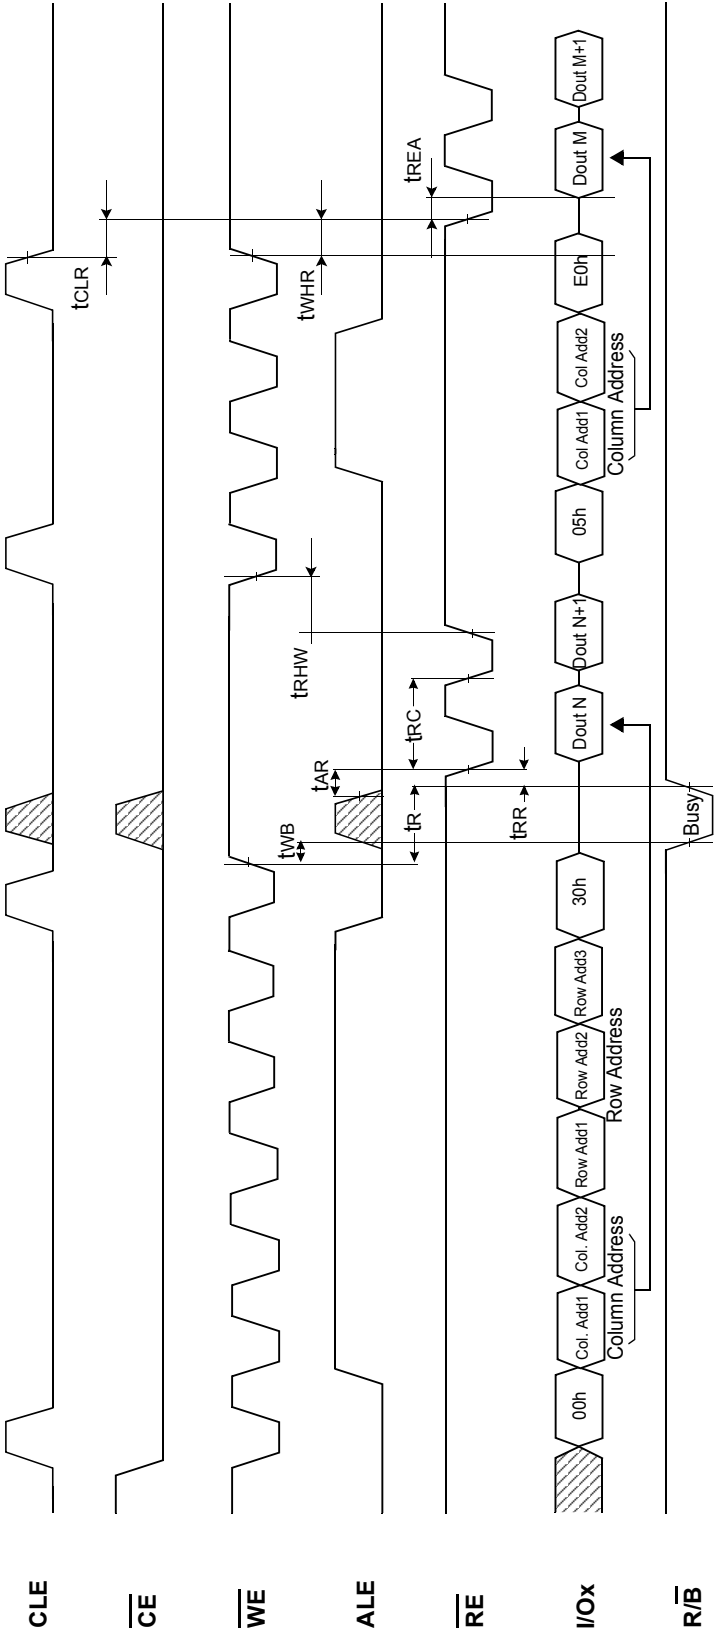 CLE
tCLR
CE
WE
tWB
tWHR
ALE
tAR
tRHW
tR
tRC
tREA
RE
tRR
I/Ox
00h
Col. Add1
Col. Add2
Row Add1
Row Add2
Row Add3
30h
Dout N
Dout N+1
05h
Col Add1
Col Add2
E0h
Dout M
Dout M+1
Column Address
Row Address
Column Address
R/B
Busy